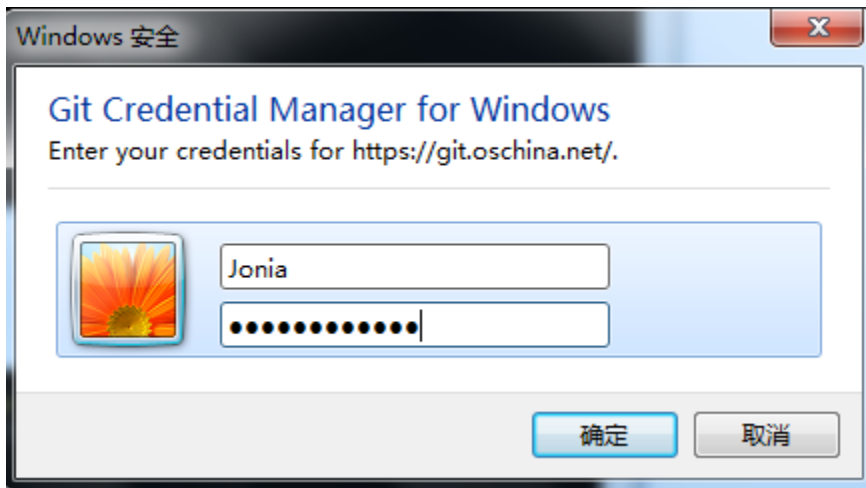 Windows 安全
Git Credential Manager for Windows
Enter your credentials for https://git.oschina.net/.
Jonia
●●●●●●●●●●●●
确定
取消